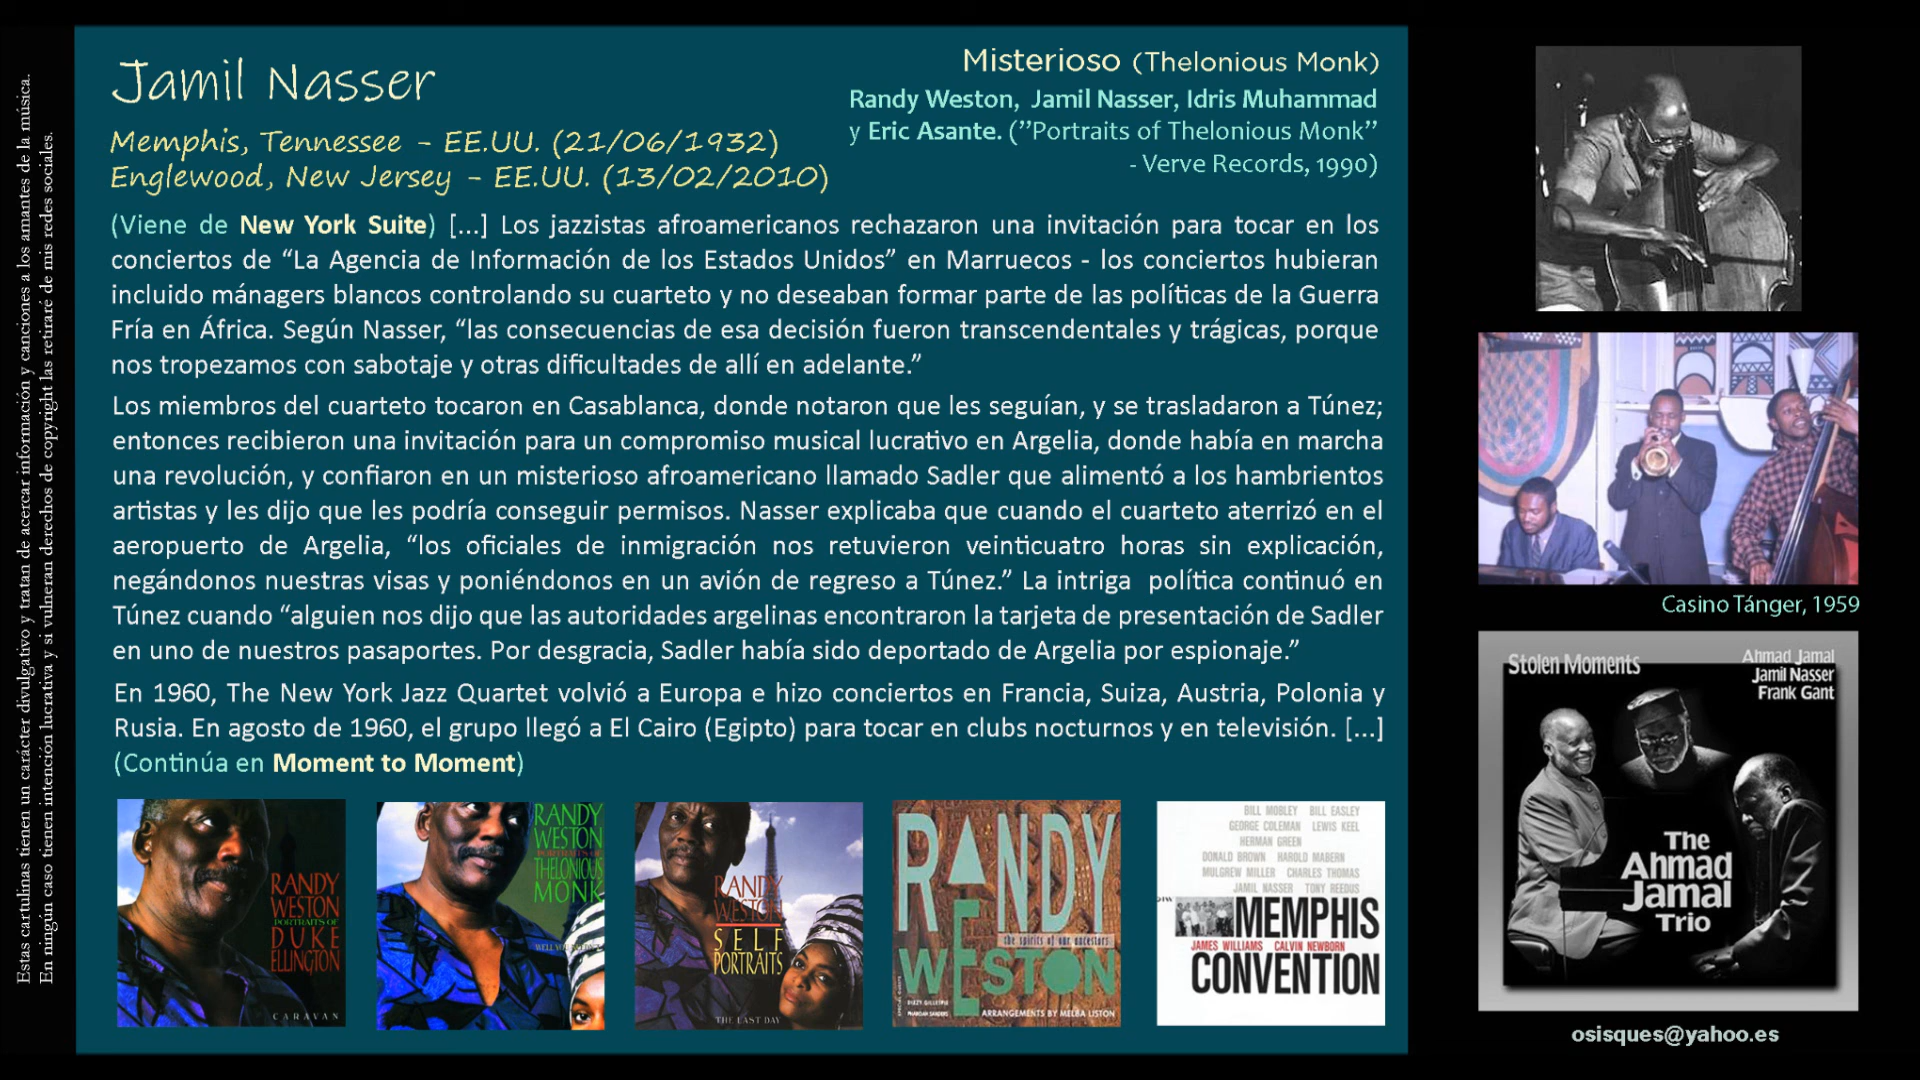 Estas cartulinas tienen un carácter divulgativo y tratan de acercar información y canciones a los amantes de la música.
En ningún caso tienen intención lucrativa y si vulneran derechos de copyright las retiraré de mis redes sociales.
Jamil Nasser
Memphis, Tennessee - EE.UU. (21/06/1932)
Englewood, New Jersey - EE.UU. (13/02/2010)
Misterioso (Thelonious Monk)
Randy Weston, Jamil Nasser, Idris Muhammad
y Eric Asante. (”Portraits of Thelonious Monk”
- Verve Records, 1990)
(Viene de New York Suite) [...] Los jazzistas afroamericanos rechazaron una invitación para tocar en los
conciertos de “La Agencia de Información de los Estados Unidos” en Marruecos - los conciertos hubieran
incluido mánagers blancos controlando su cuarteto y no deseaban formar parte de las políticas de la Guerra
Fría en África. Según Nasser, “las consecuencias de esa decisión fueron transcendentales y trágicas, porque
nos tropezamos con sabotaje y otras dificultades de allí en adelante.”
Los miembros del cuarteto tocaron en Casablanca, donde notaron que les seguían, y se trasladaron a Túnez;
entonces recibieron una invitación para un compromiso musical lucrativo en Argelia, donde había en marcha
una revolución, y confiaron en un misterioso afroamericano llamado Sadler que alimentó a los hambrientos
artistas y les dijo que les podría conseguir permisos. Nasser explicaba que cuando el cuarteto aterrizó en el
aeropuerto de Argelia, “los oficiales de inmigración nos retuvieron veinticuatro horas sin explicación,
negándonos nuestras visas y poniéndonos en un avión de regreso a Túnez.” La intriga política continuó en
Túnez cuando “alguien nos dijo que las autoridades argelinas encontraron la tarjeta de presentación de Sadler
en uno de nuestros pasaportes. Por desgracia, Sadler había sido deportado de Argelia por espionaje.”
En 1960, The New York Jazz Quartet volvió a Europa e hizo conciertos en Francia, Suiza, Austria, Polonia y
Rusia. En agosto de 1960, el grupo llegó a El Cairo (Egipto) para tocar en clubs nocturnos y en televisión. [...]
(Continúa en Moment to Moment)
RANDY
WESTON
PORTRAITS OF
DUKE
ELLINGTON
CARAVAN
RANDY
WESTON
PORTRAITS OF
THELONIOUS
MONK
RANDY
WESTON
SELF
PORTRAITS
THE LAST DAY
RANDY
the spirits of our ancestors
WESTON
DIZZY GILLESPIE
PHAROAH SANDERS
ARRANGEMENTS BY MELBA LISTON
BILL MOBLEY BILL EASLEY
GEORGE COLEMAN LEWIS KEEL
HERMAN GREEN
DONALD BROWN HAROLD MABERN
MULGREW MILLER CHARLES THOMAS
JAMIL NASSER TONY REEDUS
DIW
MEMPHIS
JAMES WILLIAMS CALVIN NEWBORN
CONVENTION
Casino Tánger, 1959
Stolen Moments
Ahmad Jamal
Jamil Nasser
Frank Gant
The
Ahmad
Jamal
Trio
osisques@yahoo.es